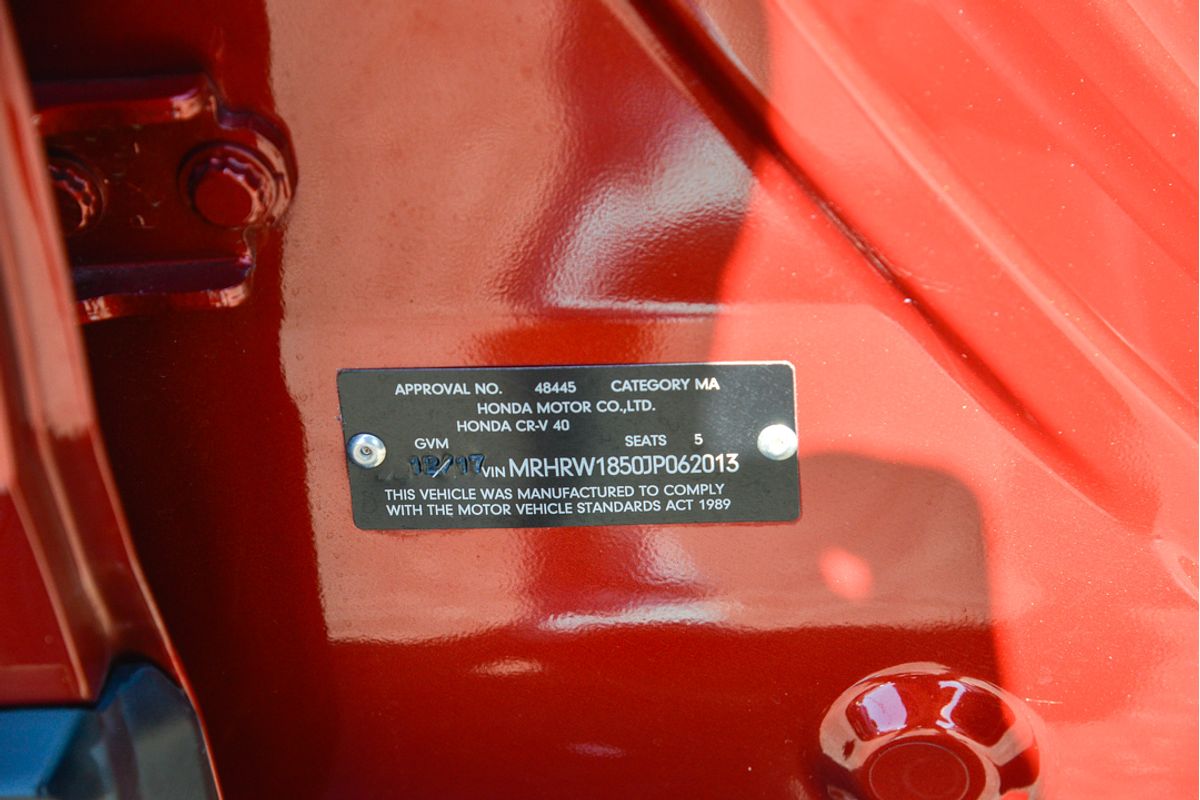 APPROVAL NO. 48445 CATEGORY MA
HONDA MOTOR CO.,LTD.
HONDA CR-V 40
GVM SEATS 5
12/17 VIN MRHRW1850JP062013
THIS VEHICLE WAS MANUFACTURED TO COMPLY
WITH THE MOTOR VEHICLE STANDARDS ACT 1989